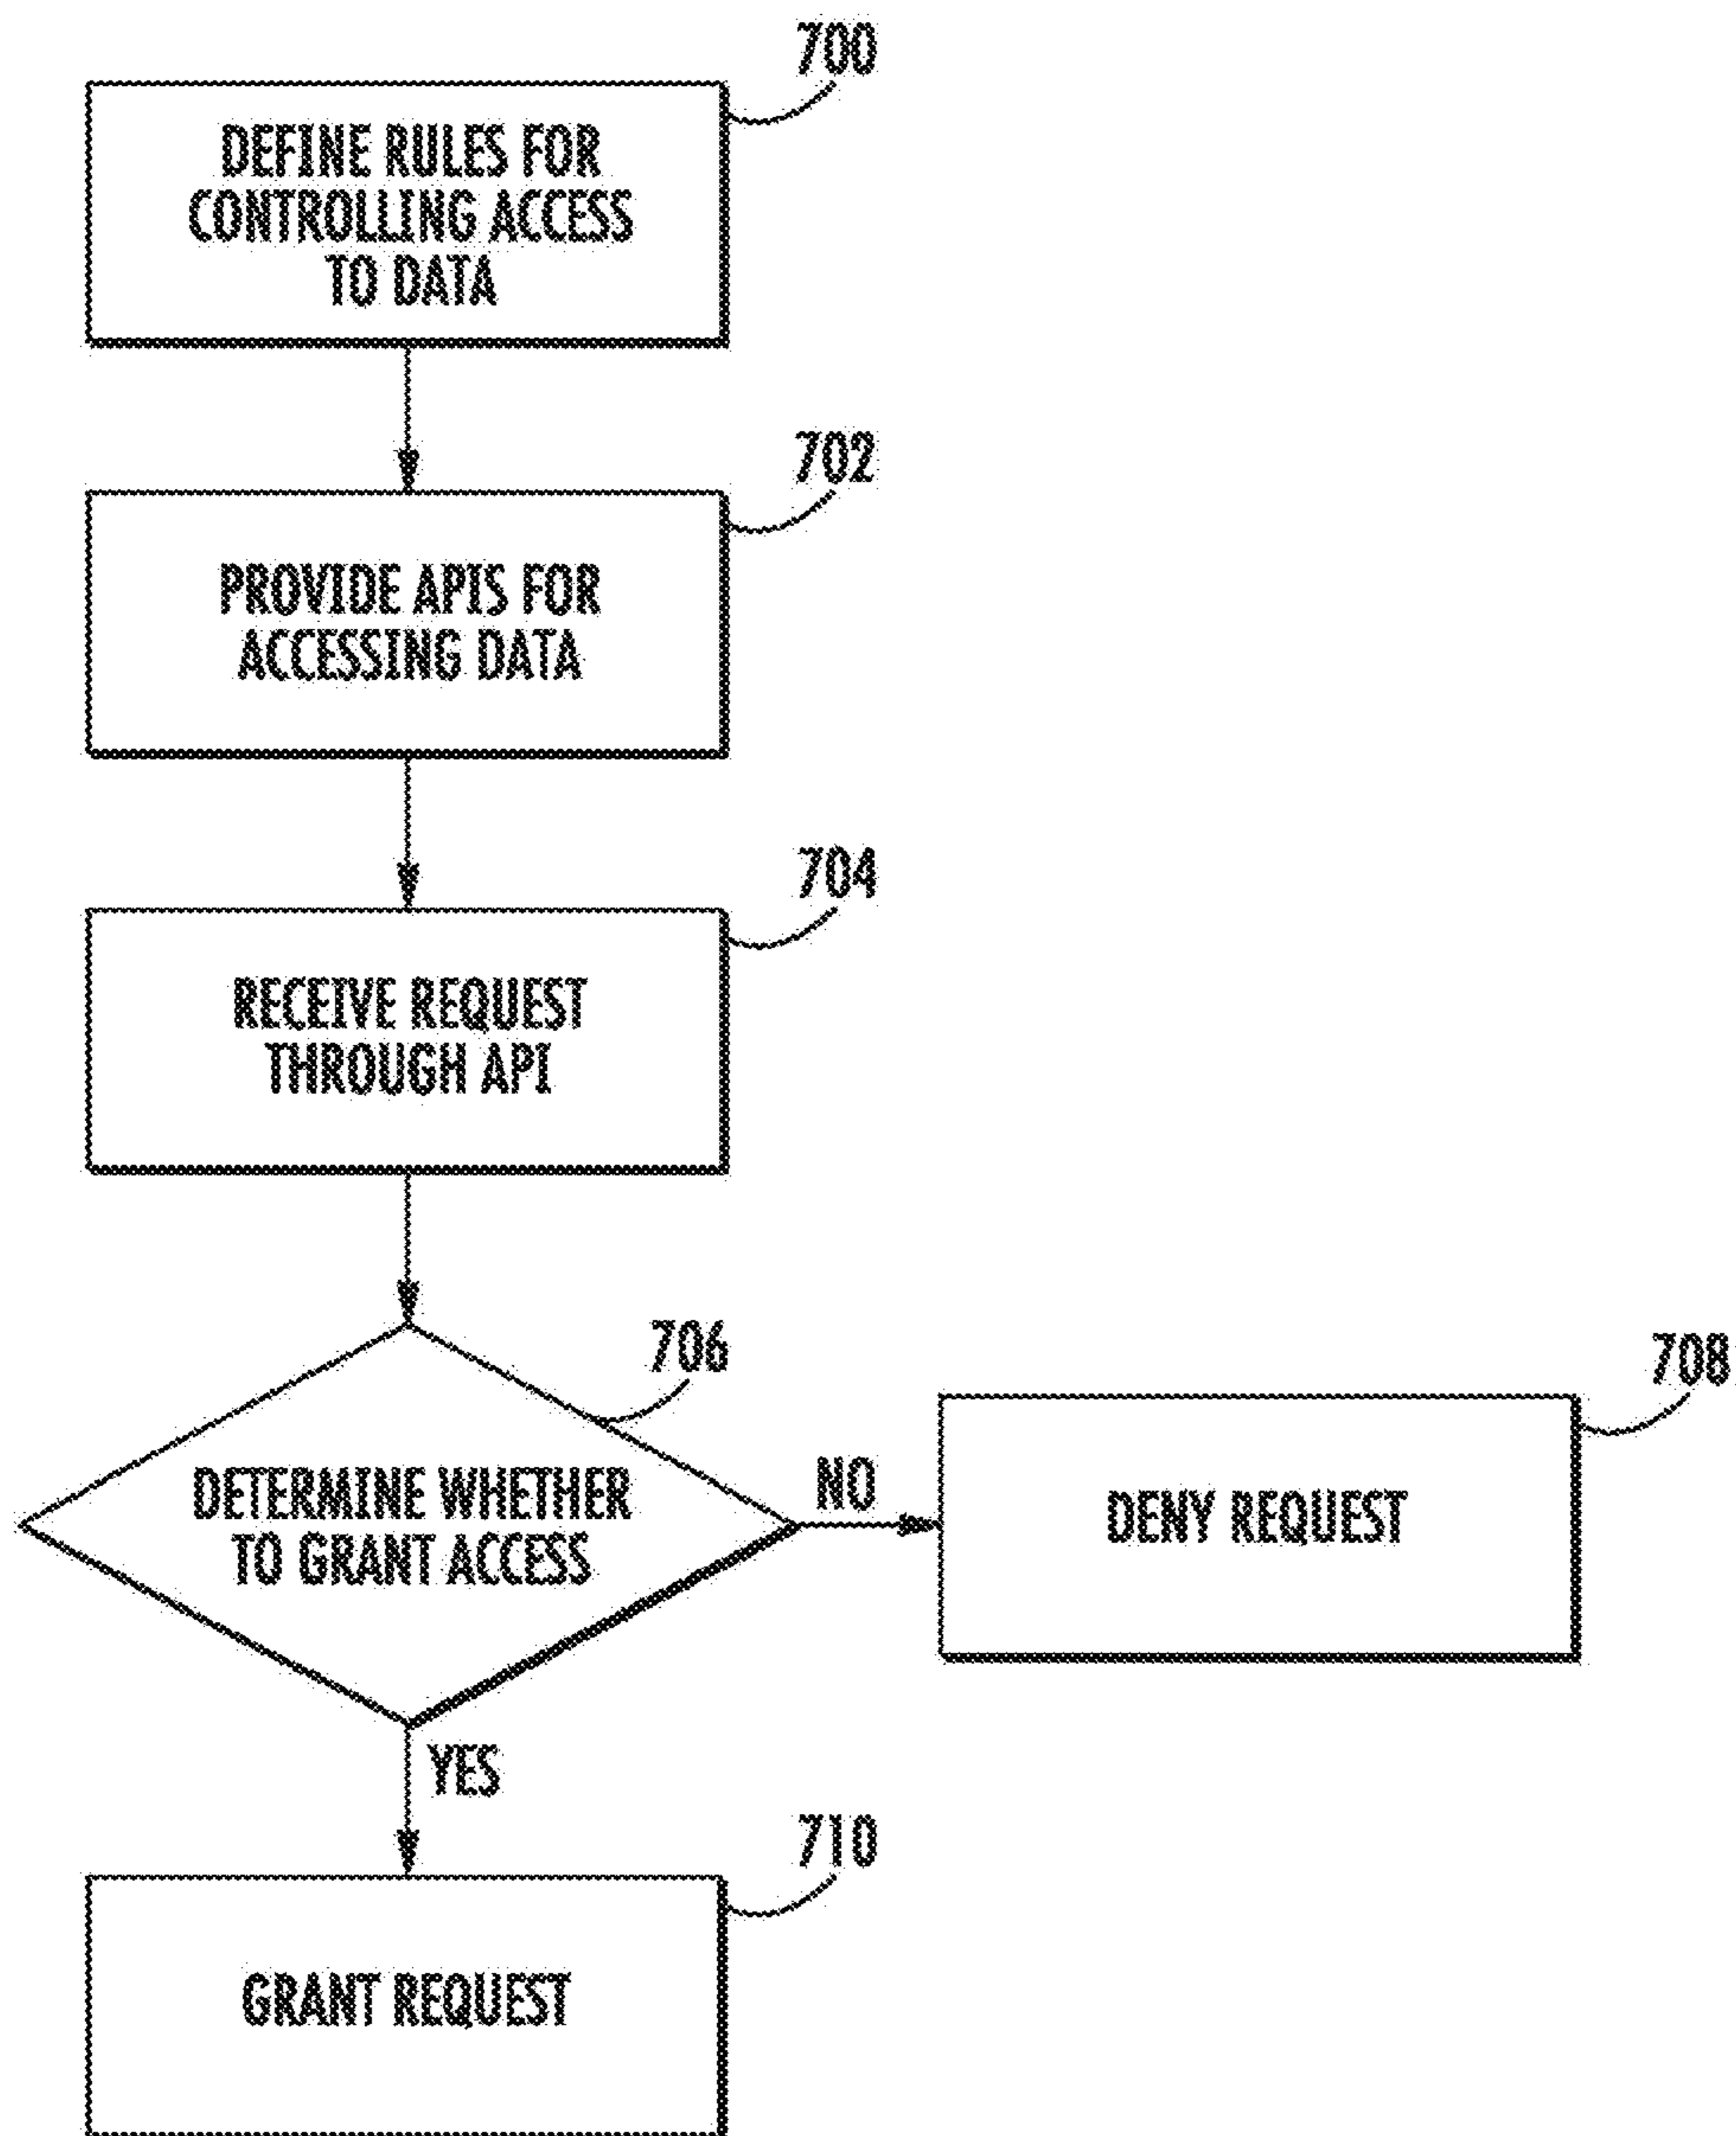 700
DEFINE RULES FOR
CONTROLLING ACCESS
TO DATA
702
PROVIDE APIS FOR
ACCESSING DATA
704
RECEIVE REQUEST
THROUGH API
706
DETERMINE WHETHER
TO GRANT ACCESS
NO
708
DENY REQUEST
YES
710
GRANT REQUEST